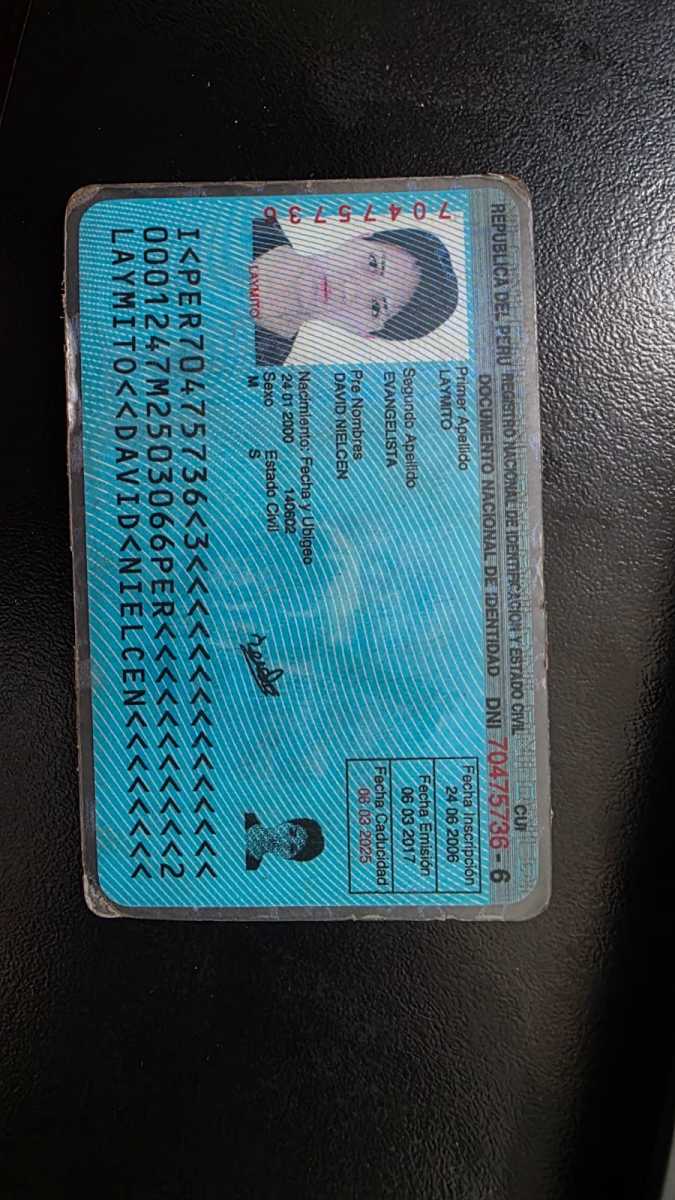 REPUBLICA DEL PERÚ REGISTRO NACIONAL DE IDENTIFICACION Y ESTADO CIVIL
CUI
DOCUMENTO NACIONAL DE IDENTIDAD DNI 70475736 - 6
70475736
Primer Apellido
LAYMITO
Segundo Apellido
EVANGELISTA
Pre Nombres
DAVID NIELCEN
Nacimiento: Fecha y Ubigeo
24 01 2000 140602
Sexo Estado Civil
M S
Fecha Inscripción
24 06 2006
Fecha Emisión
06 03 2017
Fecha Caducidad
06 03 2025
LAYMITO
I<PER70475736<3<<<<<<<<<<<<<<<
0001247M2503066PER<<<<<<<<<<<2
LAYMITO<<DAVID<NIELCEN<<<<<<<<